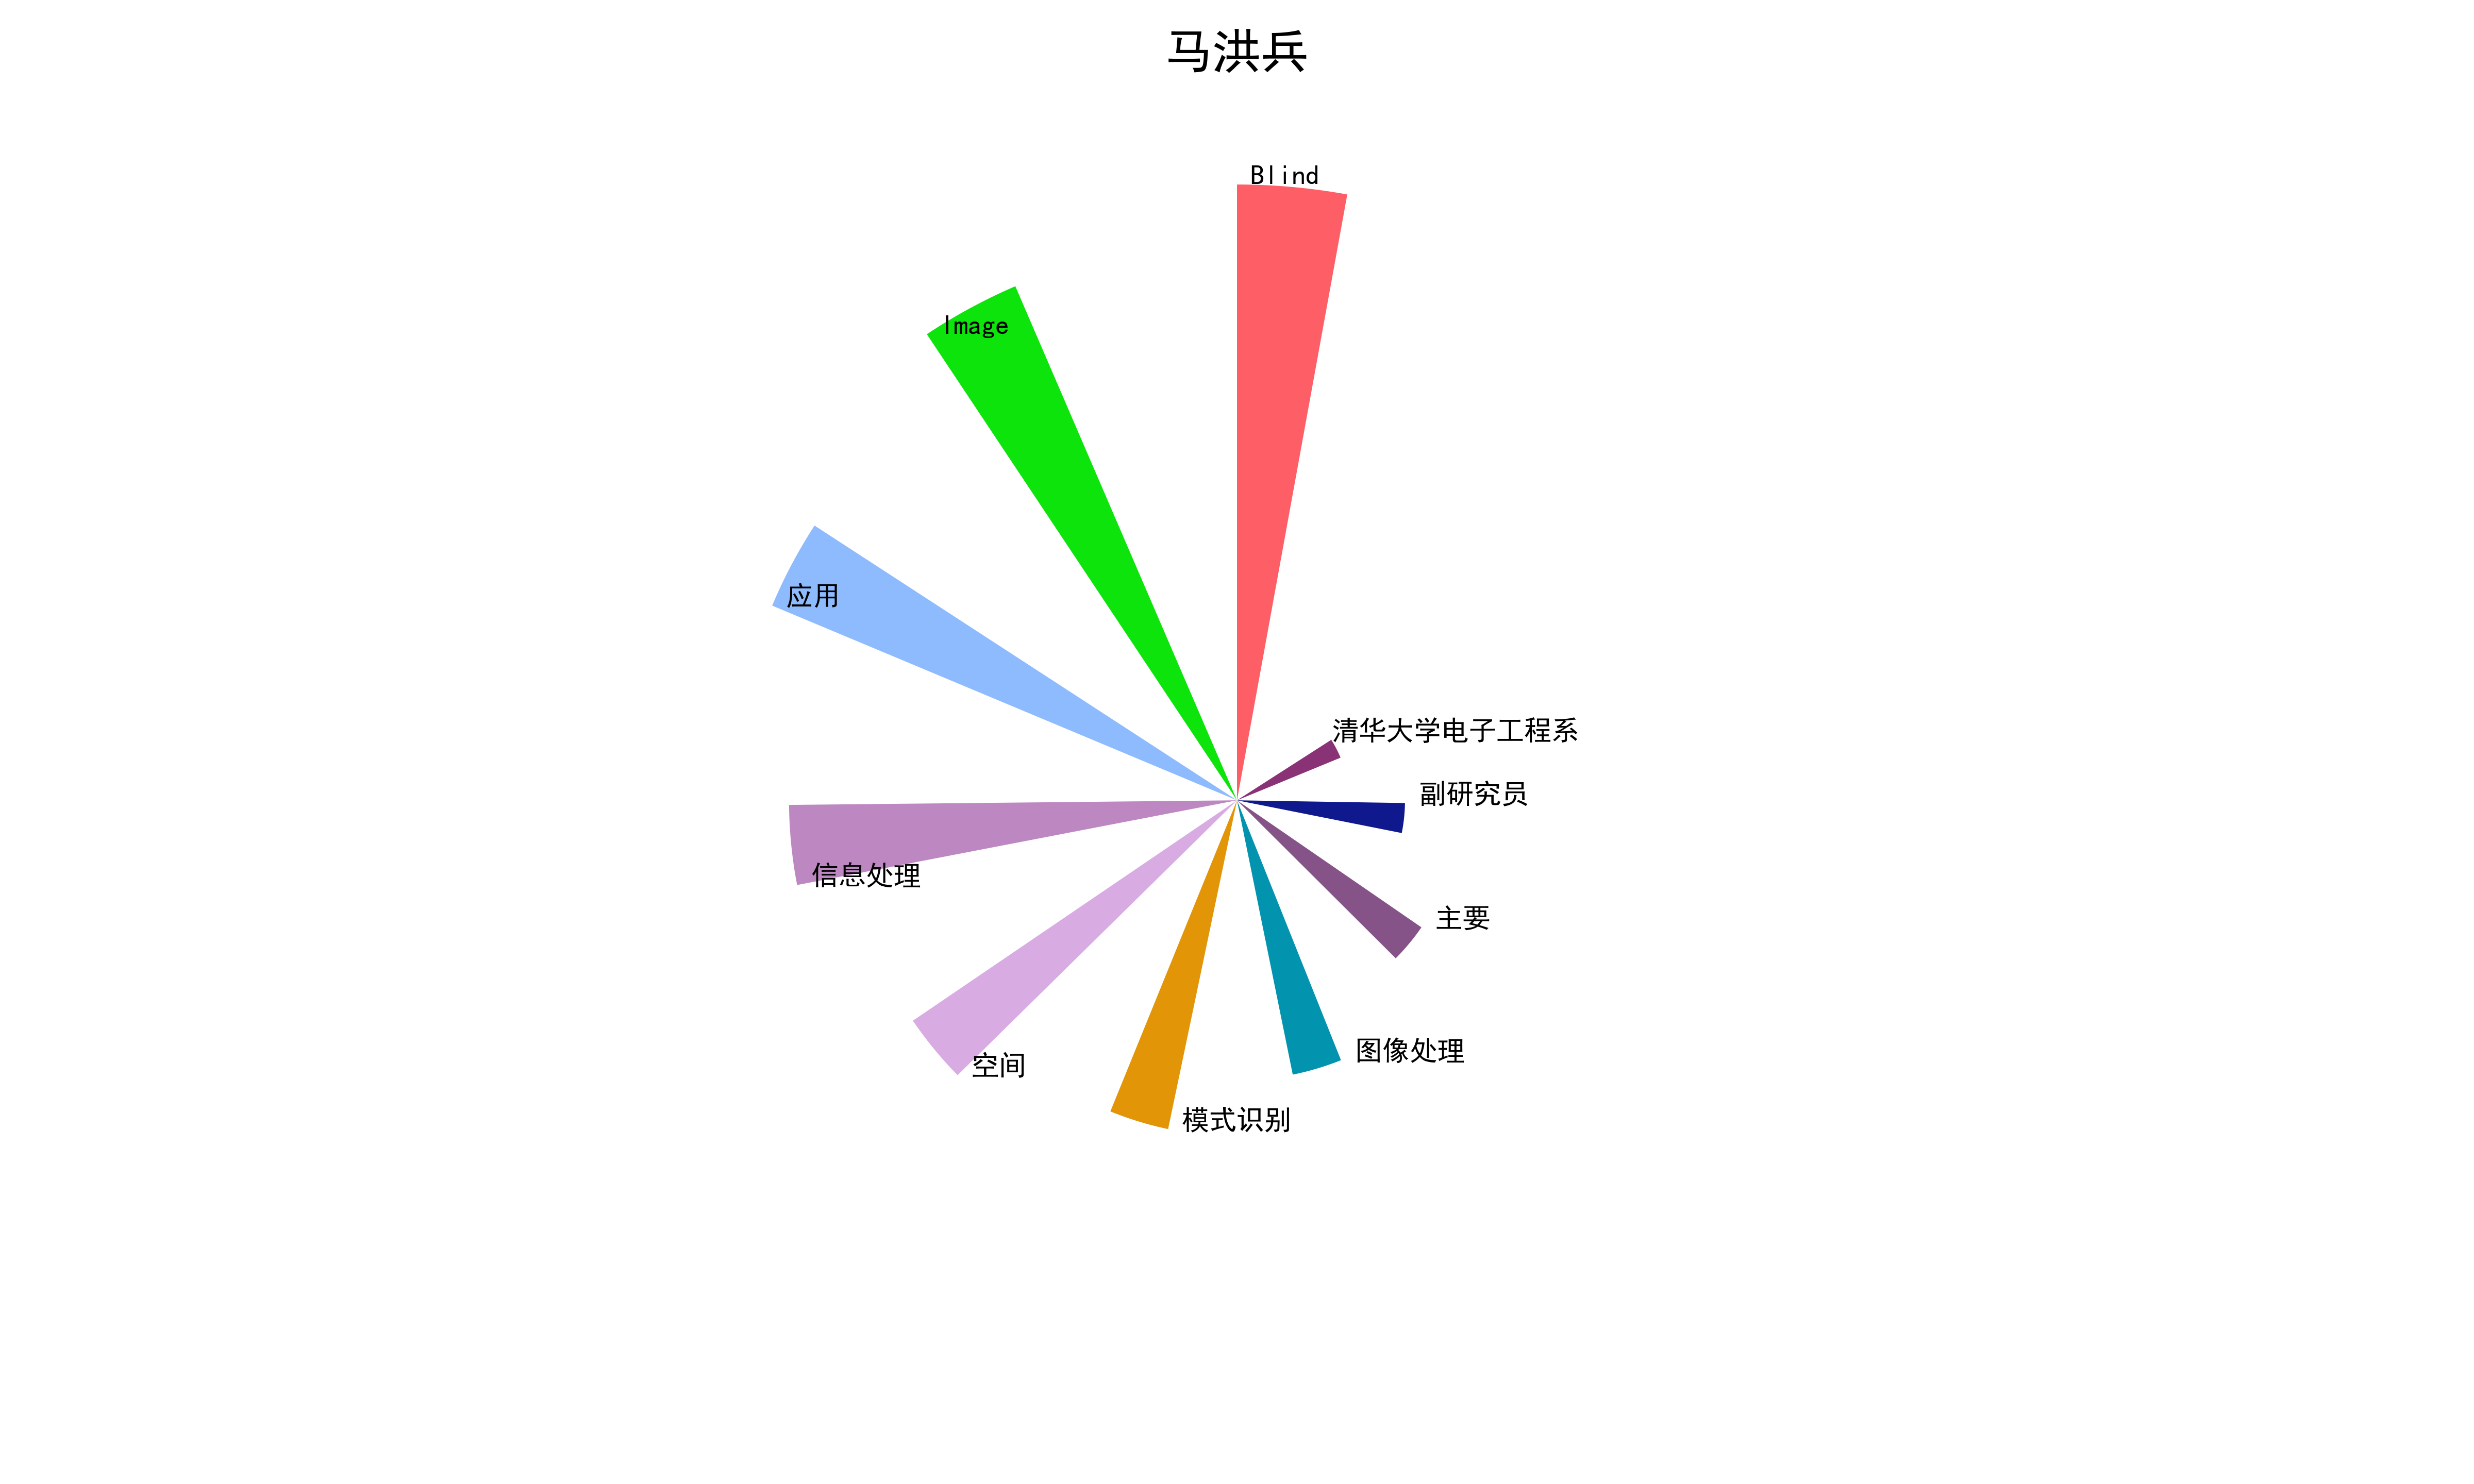 马洪兵
Blind
Image
应用
清华大学电子工程系
副研究员
信息处理
主要
图像处理
空间
模式识别